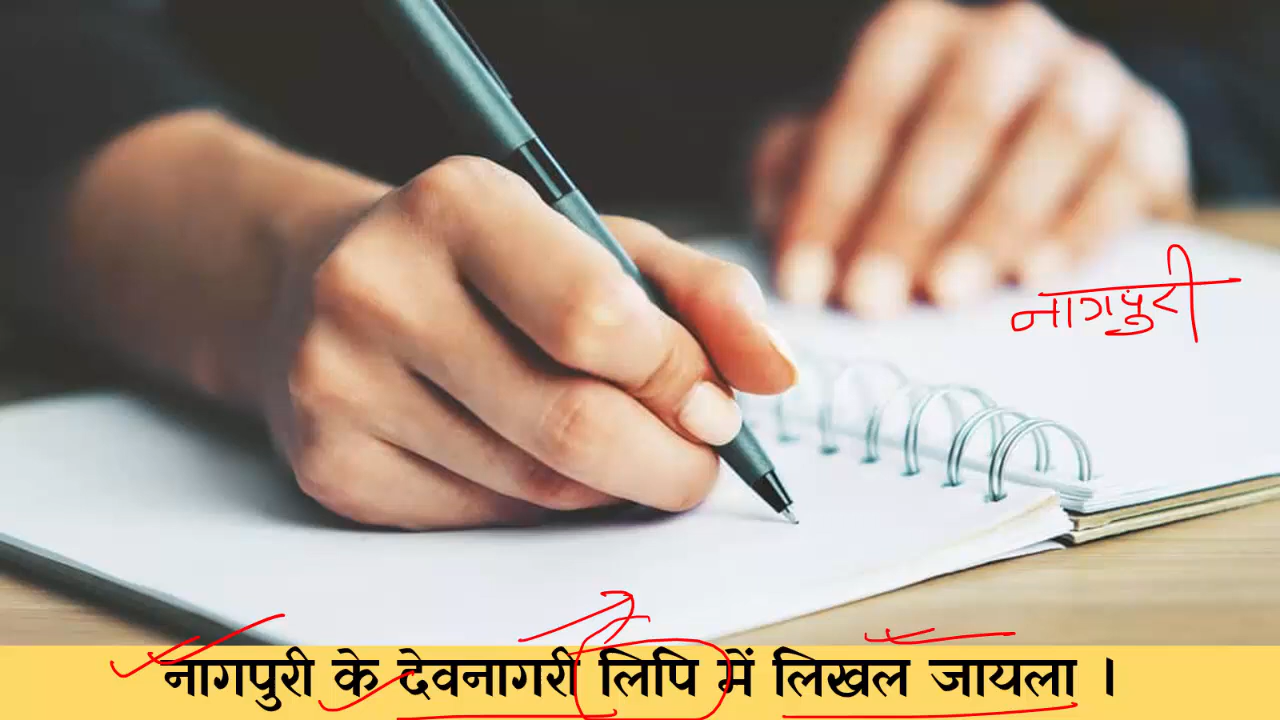 नागपुरी
नागपुरी के देवनागरी लिपि में लिखल जायला ।